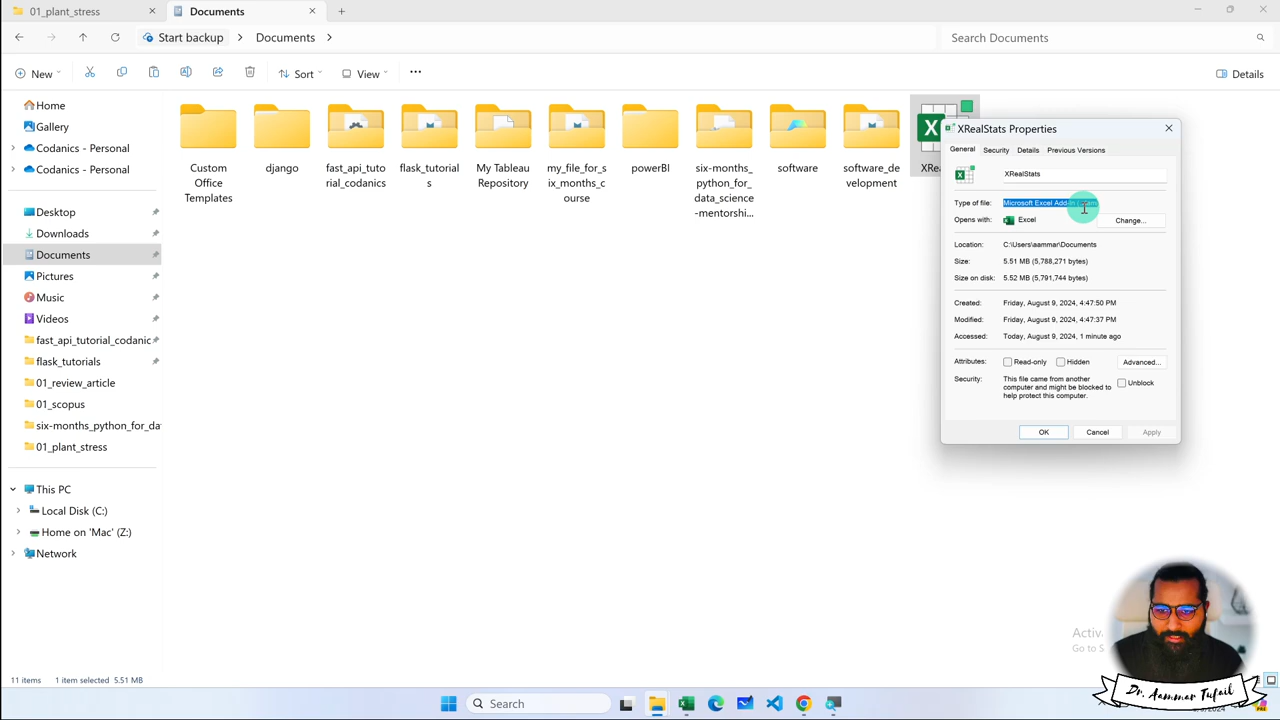 01_plant_stress
Documents
Start backup
Documents
Search Documents
New
Sort
View
Details
Home
Gallery
Codanics - Personal
Codanics - Personal
Desktop
Downloads
Documents
Pictures
Music
Videos
fast_api_tutorial_codanic
flask_tutorials
01_review_article
01_scopus
six-months_python_for_da
01_plant_stress
This PC
Local Disk (C:)
Home on 'Mac' (Z:)
Network
Custom
Office
Templates
django
fast_api_tuto
rial_codanics
flask_tutorial
s
My Tableau
Repository
my_file_for_s
ix_months_c
ourse
powerBI
six-months_
python_for_
data_science
-mentorshi...
software
software_de
velopment
XRe
XRealStats Properties
General
Security
Details
Previous Versions
XRealStats
Type of file:
Microsoft Excel Add-In
Opens with:
Excel
Change...
Location:
C:\Users\aammar\Documents
Size:
5.51 MB (5,788,271 bytes)
Size on disk:
5.52 MB (5,791,744 bytes)
Created:
Friday, August 9, 2024, 4:47:50 PM
Modified:
Friday, August 9, 2024, 4:47:37 PM
Accessed:
Today, August 9, 2024, 1 minute ago
Attributes:
Read-only
Hidden
Advanced...
Security:
This file came from another
computer and might be blocked to
help protect this computer.
Unblock
OK
Cancel
Apply
Activ
Go to S
11 items
1 item selected
5.51 MB
Search
Dr. Aammar Tufail